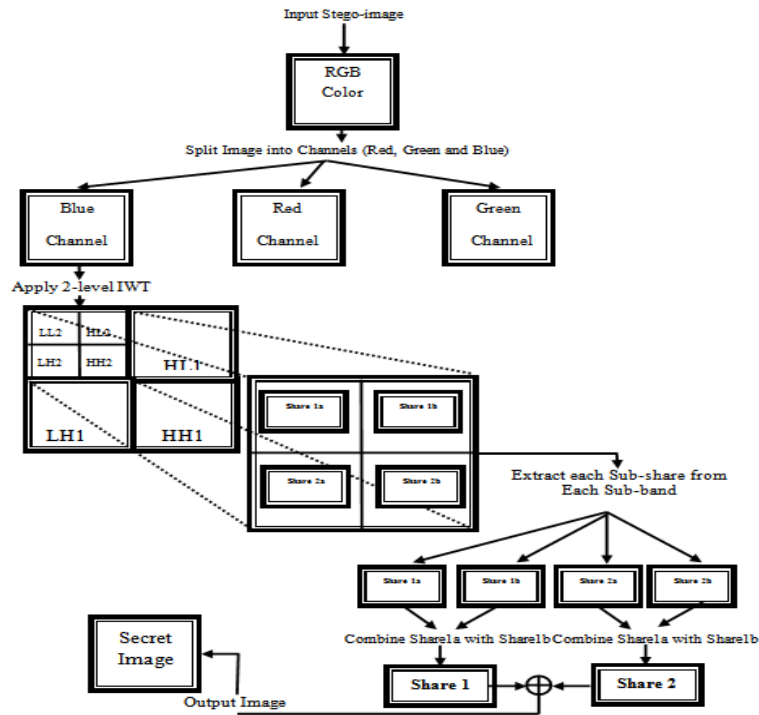 Input Stego-image
RGB
Color
Split Image into Channels (Red, Green and Blue)
Blue
Channel
Red
Channel
Green
Channel
Apply 2-level IWT
LL2
HL2
LH2
HH2
HL1
LH1
HH1
Share 1a
Share 1b
Share 2a
Share 2b
Extract each Sub-share from
Each Sub-band
Share 1a
Share 1b
Share 2a
Share 2b
Combine Share1a with Share1b
Combine Share1a with Share1b
Share 1
Share 2
Secret
Image
Output Image